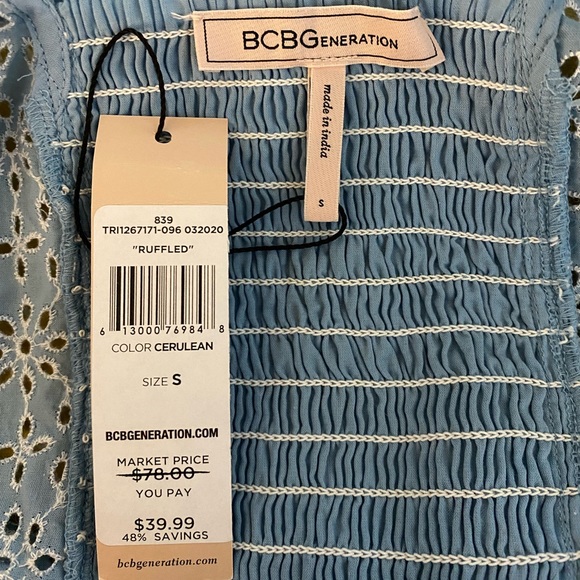 BCBGENERATION
made in india
S
839
TRI1267171-096 032020
"RUFFLED"
6 13000 76984 8
COLOR CERULEAN
SIZE S
BCBGENERATION.COM
MARKET PRICE
$78.00
YOU PAY
$39.99
48% SAVINGS
bcbgeneration.com